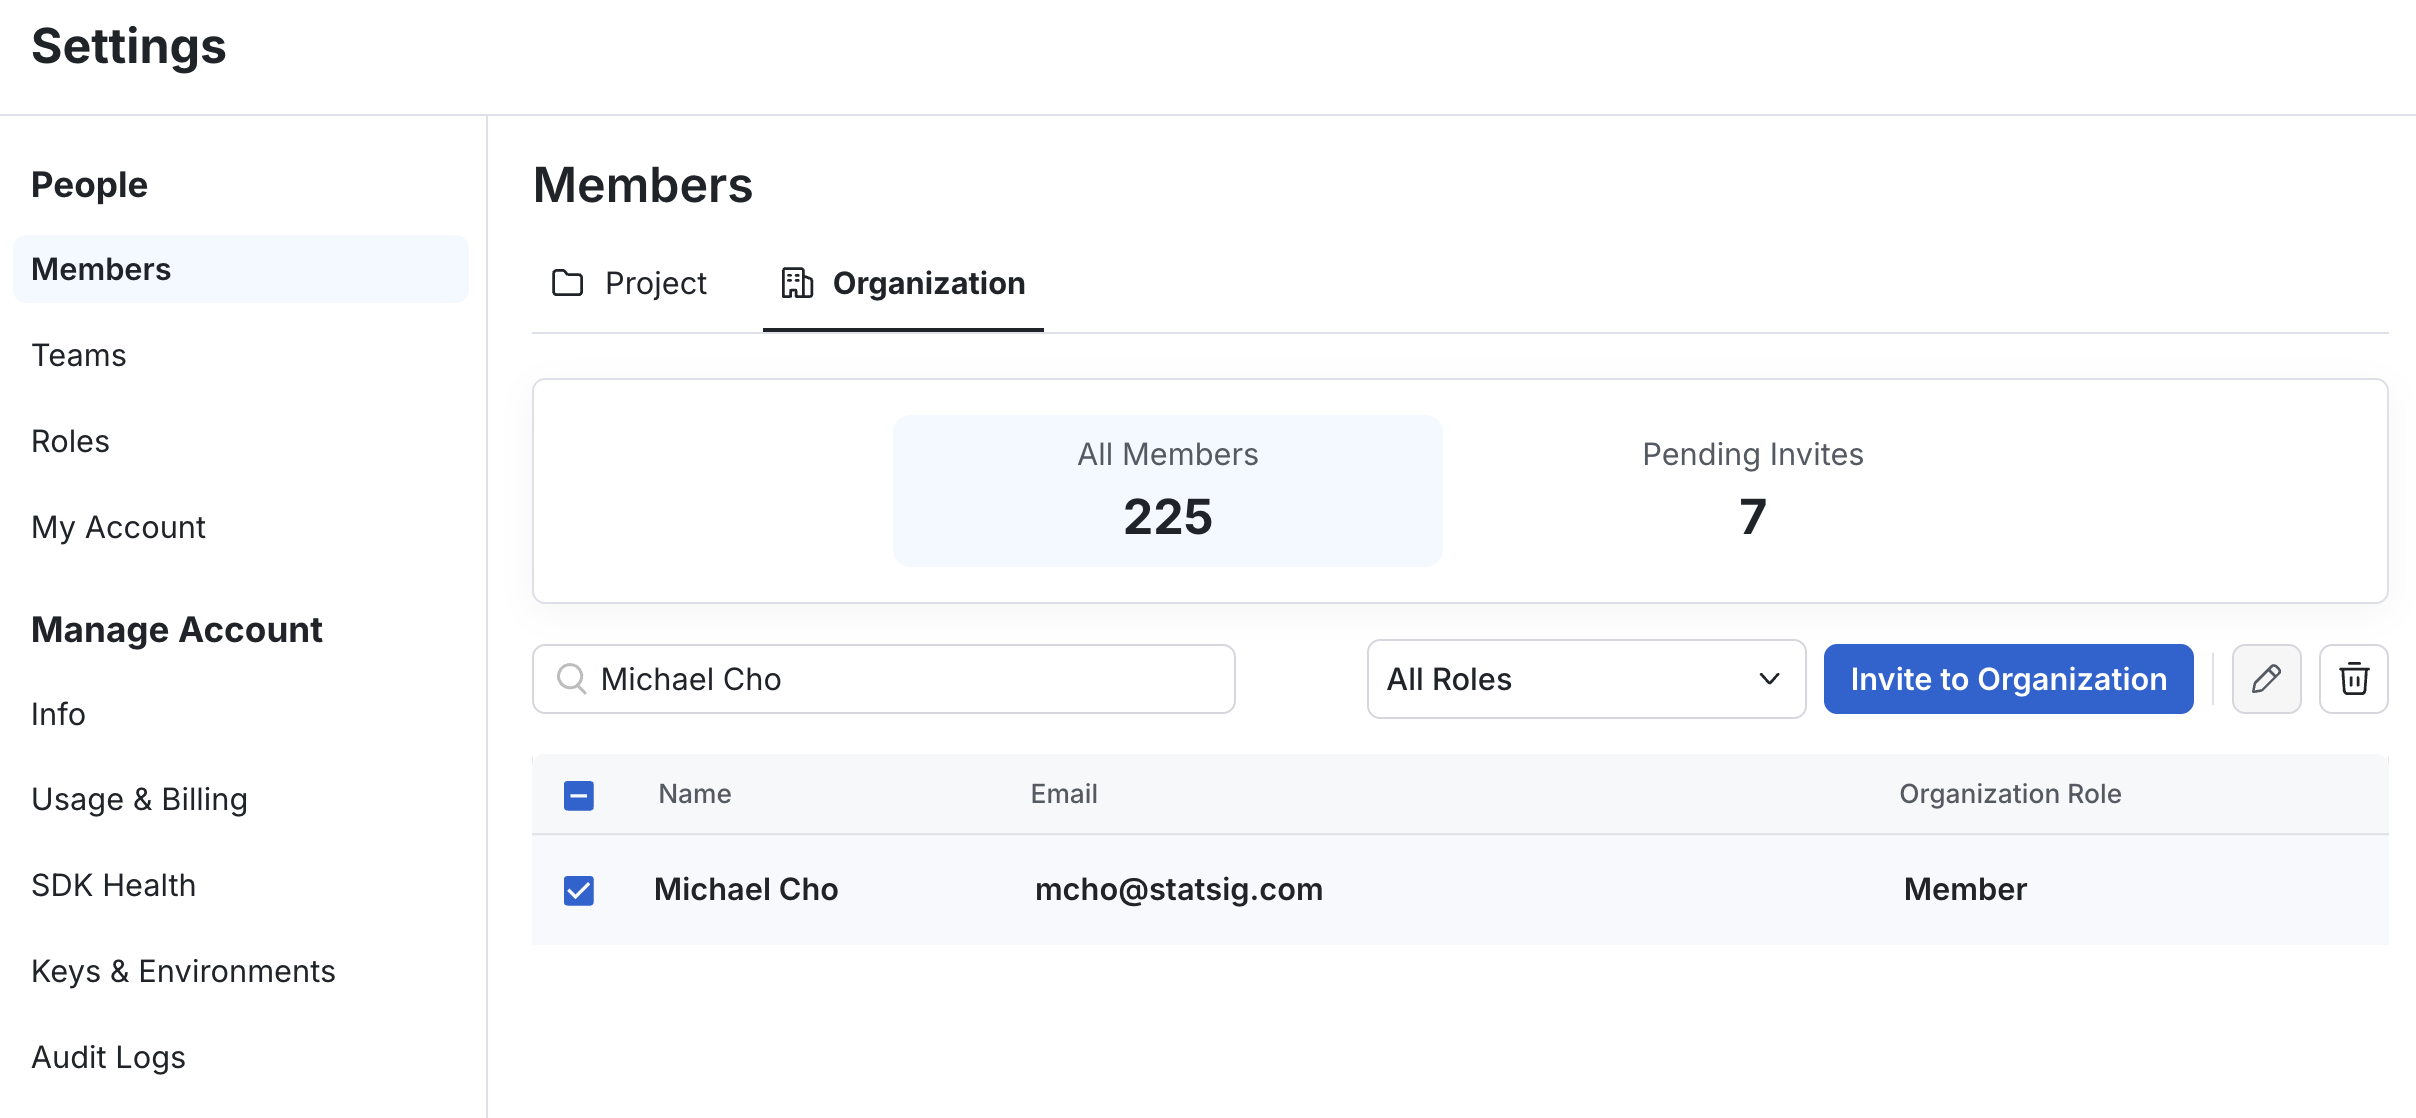 Settings
People
Members
Teams
Roles
My Account
Manage Account
Info
Usage & Billing
SDK Health
Keys & Environments
Audit Logs
Members
Project Organization
All Members Pending Invites
225 7
Michael Cho All Roles Invite to Organization
Name Email Organization Role
Michael Cho mcho@statsig.com Member